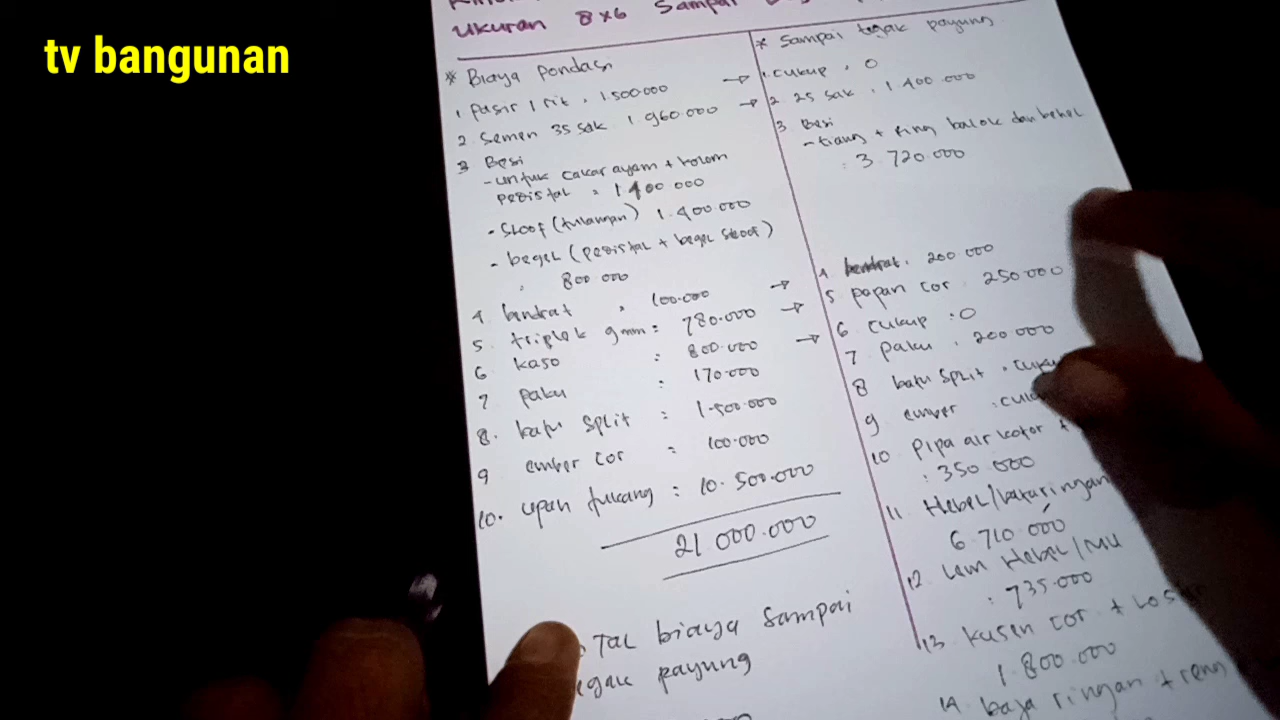 tv bangunan
Ukuran 8x6 Sampai
* Biaya pondasi
1 pasir 1 rit , 1.500.000
2 Semen 35 sak 1.960.000
3 Besi
- untuk cakar ayam + kolom
pedistal = 1.400.000
- Sloof (tulangan) 1.400.000
- begel (pedistal + begel sloof)
, 800.000
4 bendrat , 100.000
5 triplek 9mm : 780.000
6 kaso : 800.000
7 paku : 170.000
8. batu split : 1.500.000
9 ember cor : 100.000
10. upah tukang : 10.500.000
21.000.000
Tal biaya sampai
egak payung
* Sampai tegak payung
1. cukup , 0
2 25 sak , 1.400.000
3 Besi
- tiang + ring balok dan behel
: 3.720.000
4 bendrat . 200.000
5 papan cor 250.000
6 cukup : 0
7 paku . 200.000
8 batu split .
9 ember :
10 pipa air kotor +
: 350.000
11 Hebel/bata ringan
6.710.000
12 lem Hebel/MU
: 735.000
13 kusen cor +
1.800.000
14 baja ringan + reng